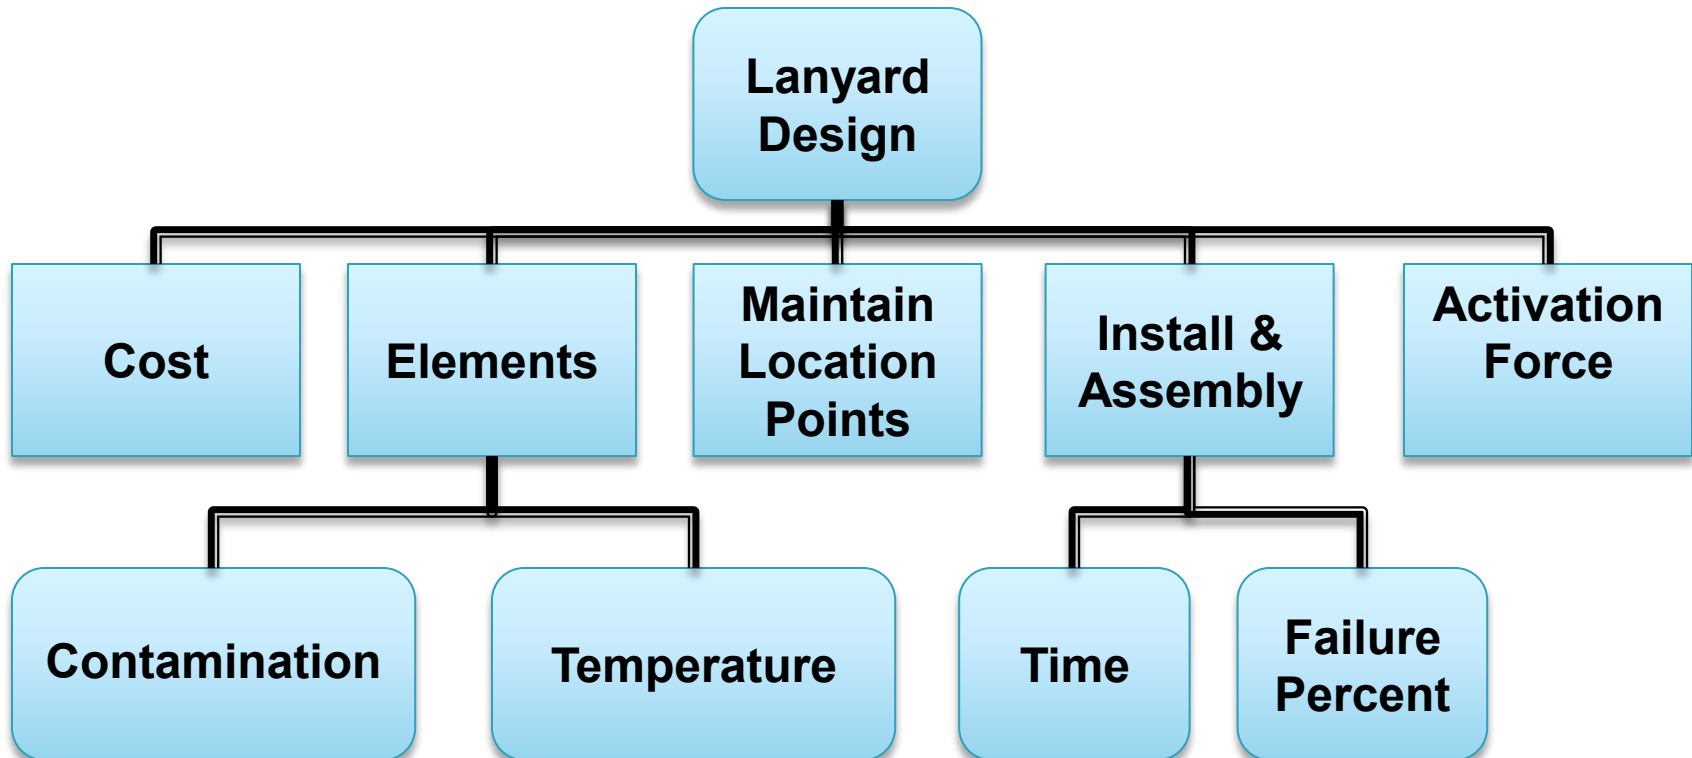 Lanyard
Design
Cost
Elements
Maintain
Location
Points
Install &
Assembly
Activation
Force
Contamination
Temperature
Time
Failure
Percent